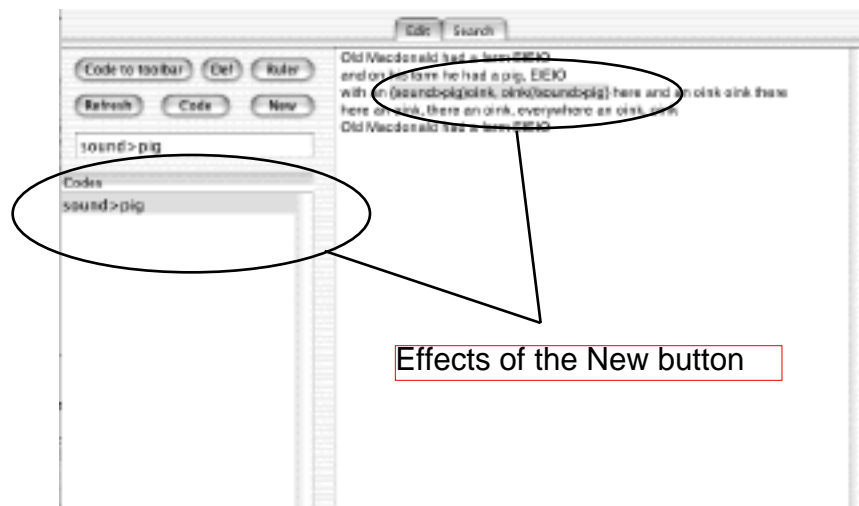 Edit Search
Code to toolbar Def Ruler
Refresh Code New
sound>pig
Codes
sound>pig
Old Macdonald had a farm EIEIO
and on his farm he had a pig, EIEIO
with an {sound>pig}oink, oink{/sound>pig} here and an oink oink there
here an oink, there an oink, everywhere an oink, oink
Old Macdonald had a farm EIEIO
Effects of the New button